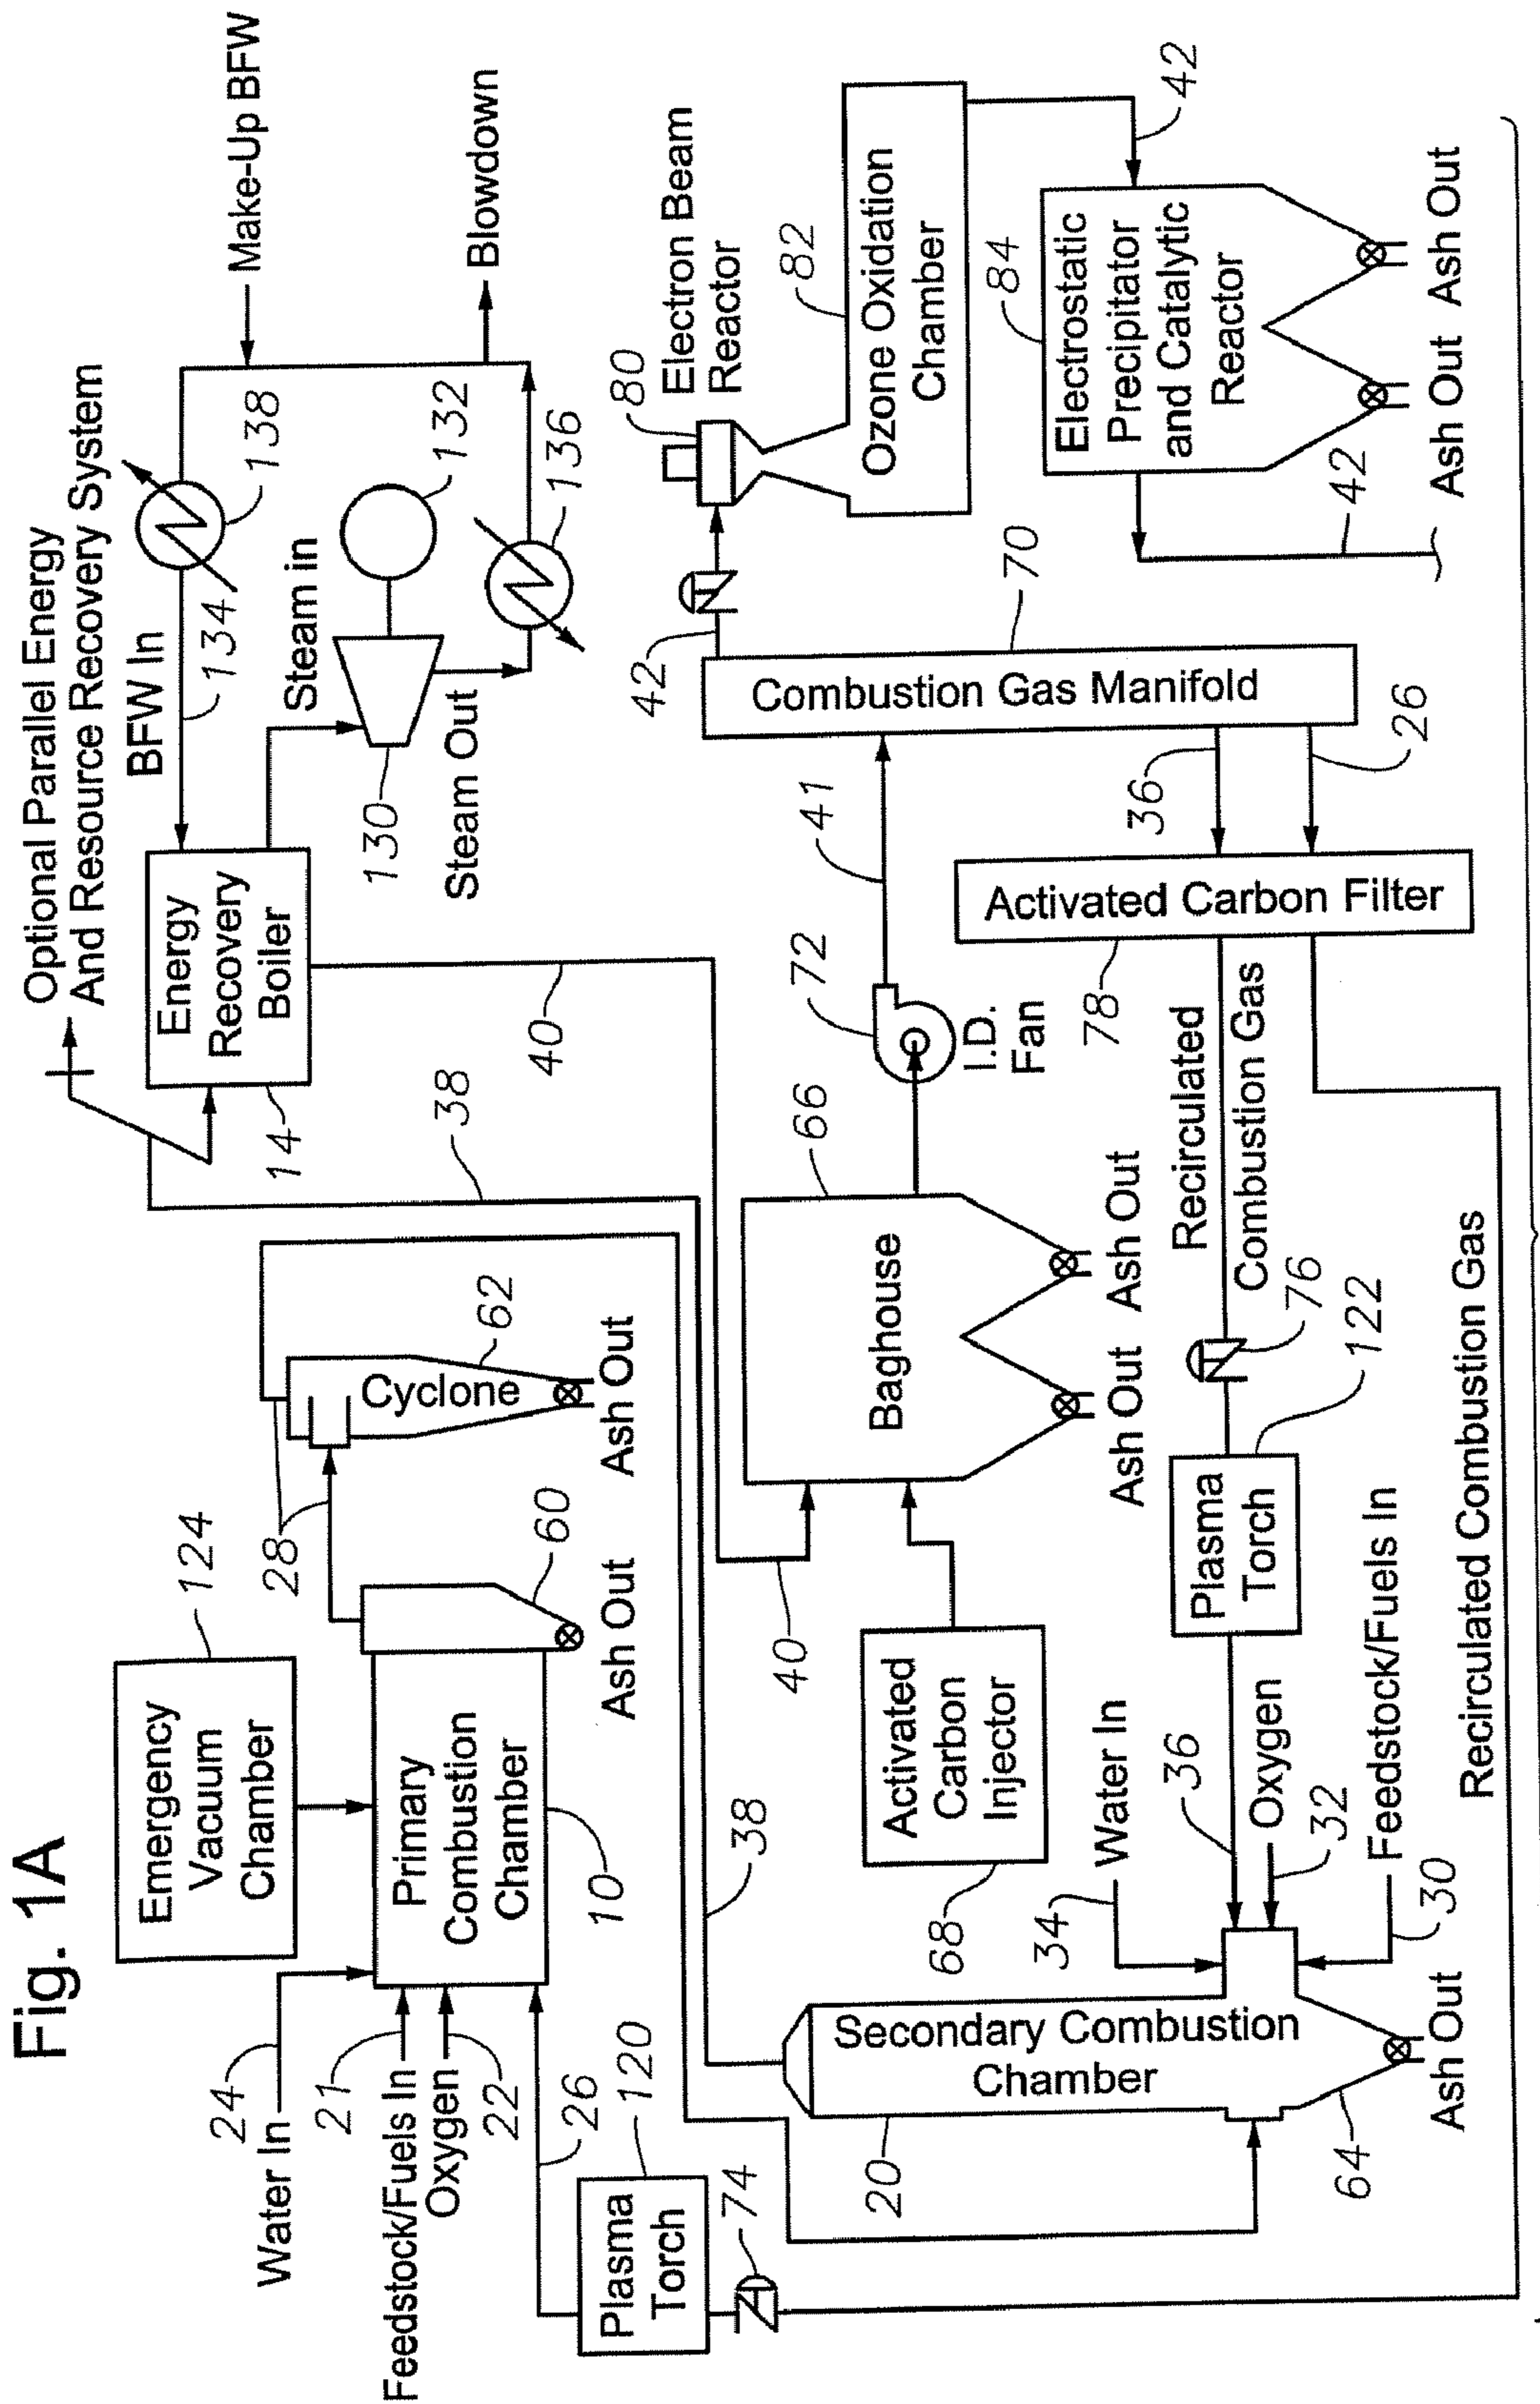 Fig. 1A
Optional Parallel Energy
And Resource Recovery System
Make-Up BFW
Blowdown
138
132
136
134
BFW In
Steam in
130
Steam Out
Energy
Recovery
Boiler
14
40
38
Emergency
Vacuum
Chamber
124
Water In
24
21
Feedstock/Fuels In
Oxygen
22
Primary
Combustion
Chamber
10
60
Ash Out
28
Cyclone
62
Ash Out
26
Plasma
Torch
120
74
Secondary Combustion
Chamber
20
64
Ash Out
38
Water In
34
36
Oxygen
32
Feedstock/Fuels In
30
Activated
Carbon
Injector
68
40
Baghouse
66
Ash Out
Ash Out
I.D.
Fan
72
41
Plasma
Torch
122
76
Recirculated
Combustion Gas
Recirculated Combustion Gas
Activated Carbon Filter
78
36
26
Combustion Gas Manifold
70
42
80
Electron Beam
Reactor
Ozone Oxidation
Chamber
82
42
Electrostatic
Precipitator
and Catalytic
Reactor
84
42
Ash Out
Ash Out